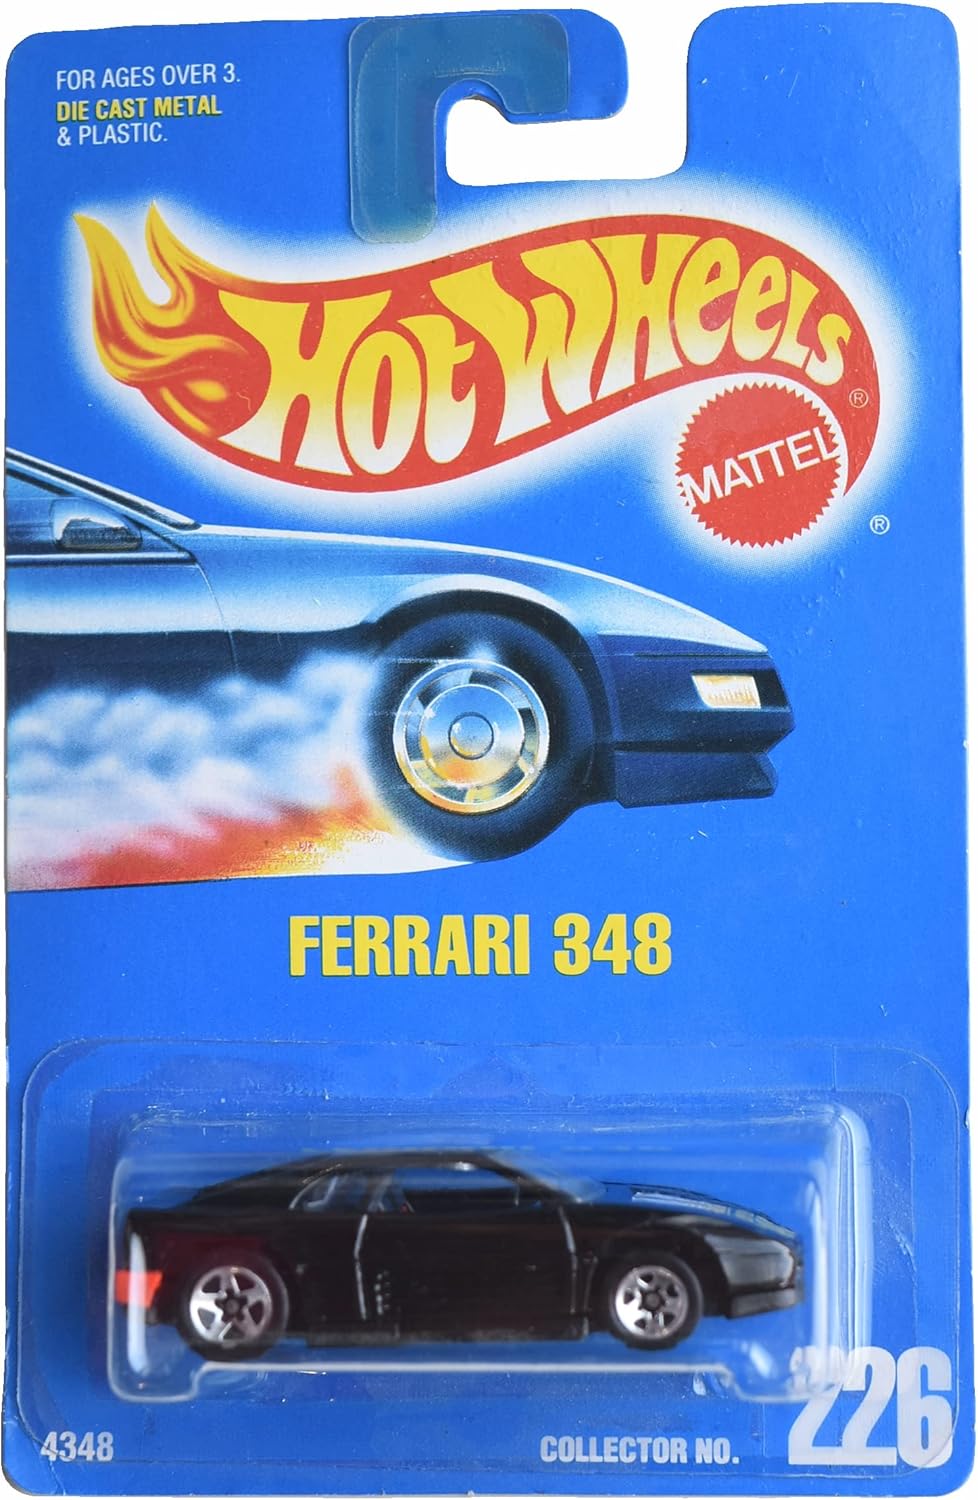 FOR AGES OVER 3.
DIE CAST METAL
& PLASTIC.
HOT WHEELS ®
MATTEL
®
FERRARI 348
4348
COLLECTOR NO. 226